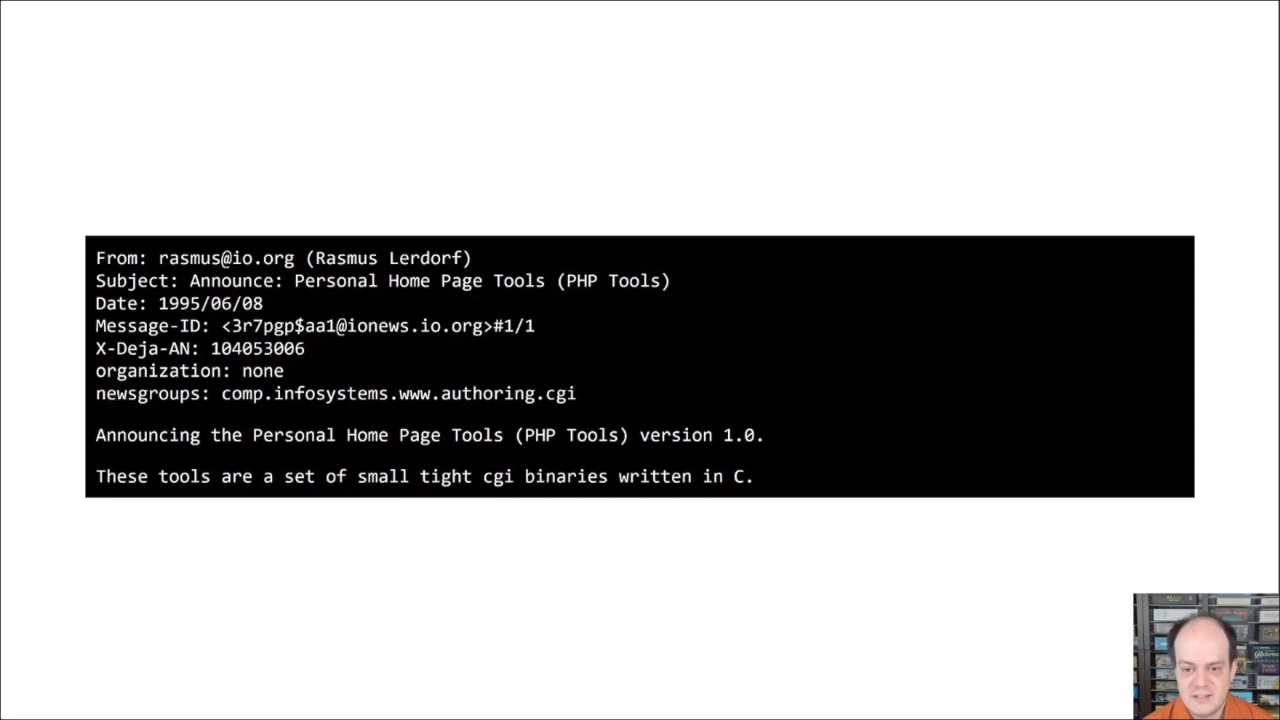 From: rasmus@io.org (Rasmus Lerdorf)
Subject: Announce: Personal Home Page Tools (PHP Tools)
Date: 1995/06/08
Message-ID: <3r7pgp$aa1@ionews.io.org>#1/1
X-Deja-AN: 104053006
organization: none
newsgroups: comp.infosystems.www.authoring.cgi
Announcing the Personal Home Page Tools (PHP Tools) version 1.0.
These tools are a set of small tight cgi binaries written in C.